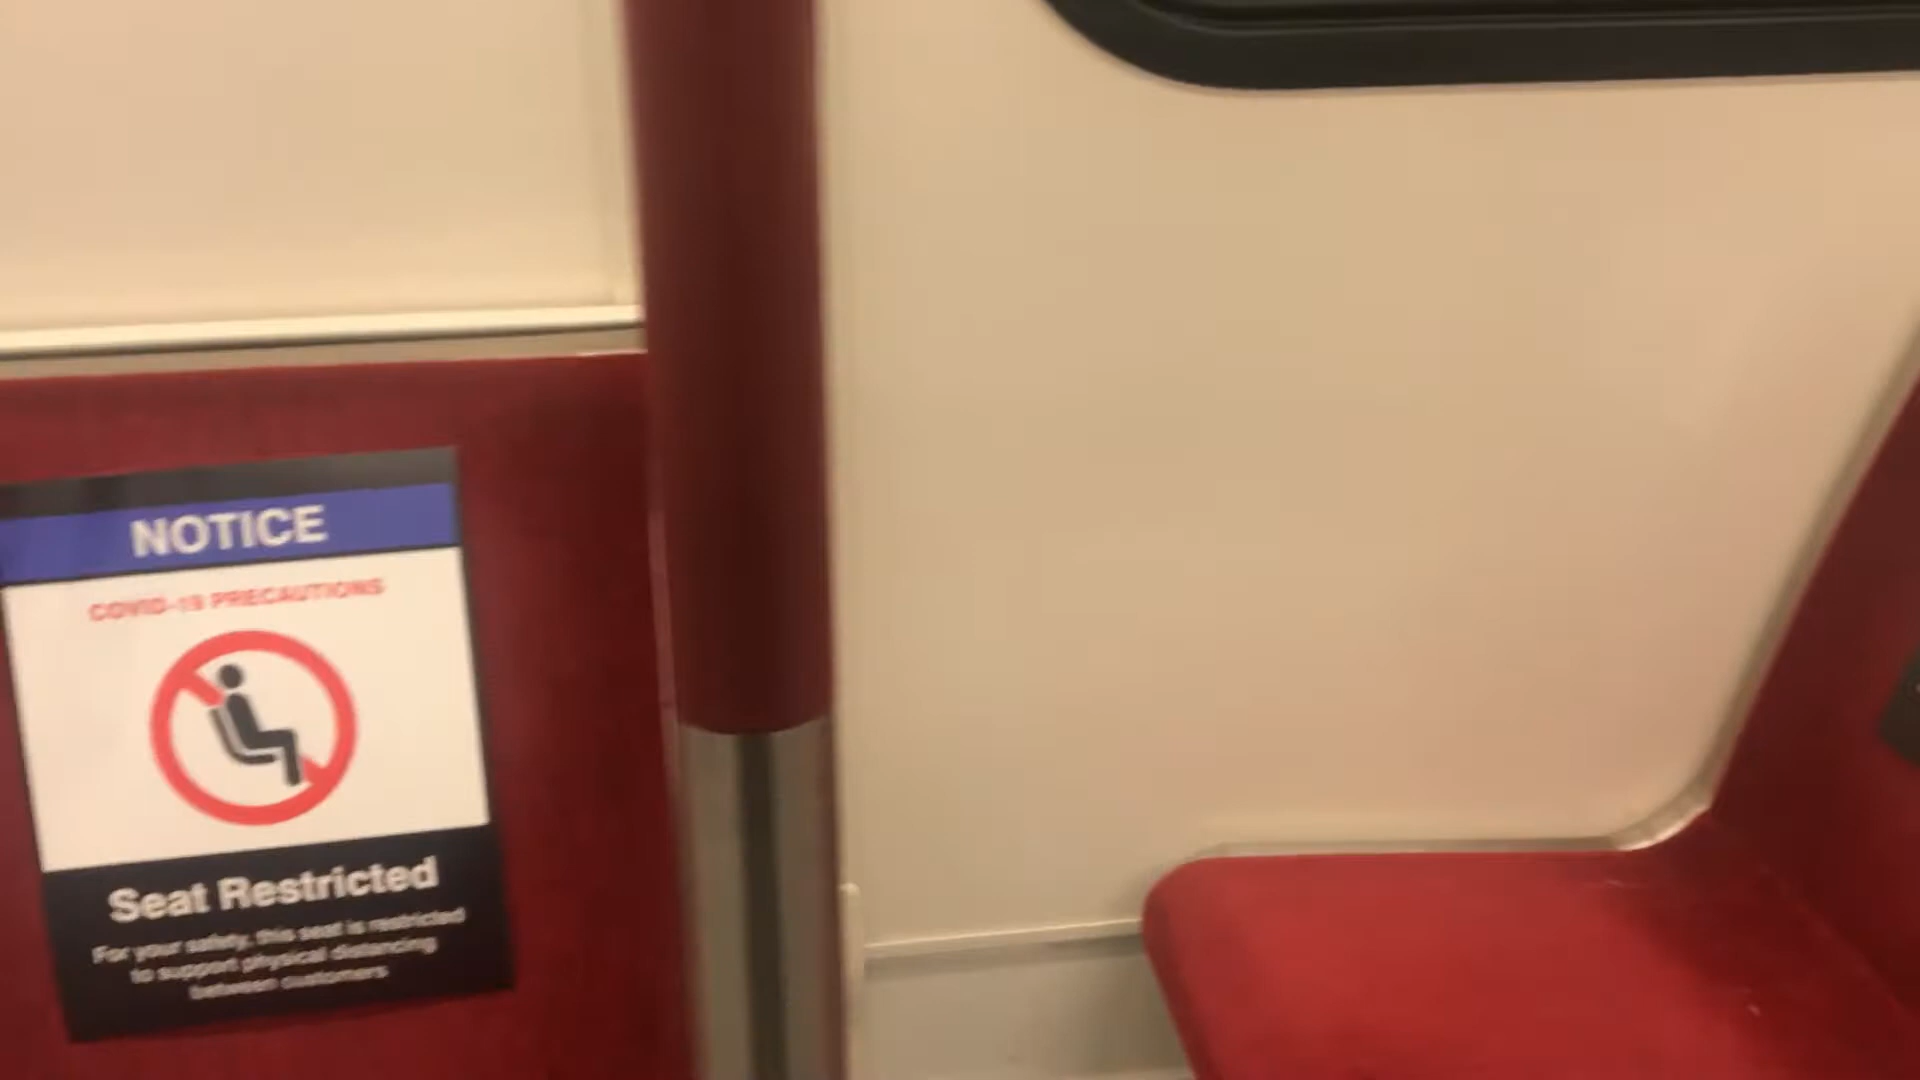 NOTICE
COVID-19 PRECAUTIONS
Seat Restricted
For your safety, this seat is restricted
to support physical distancing
between customers